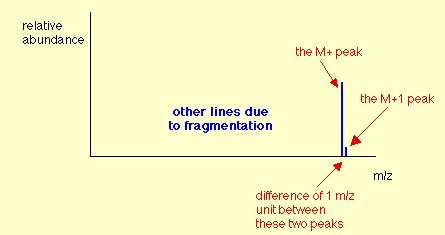 relative
abundance
the M+ peak
the M+1 peak
other lines due
to fragmentation
m/z
difference of 1 m/z
unit between
these two peaks